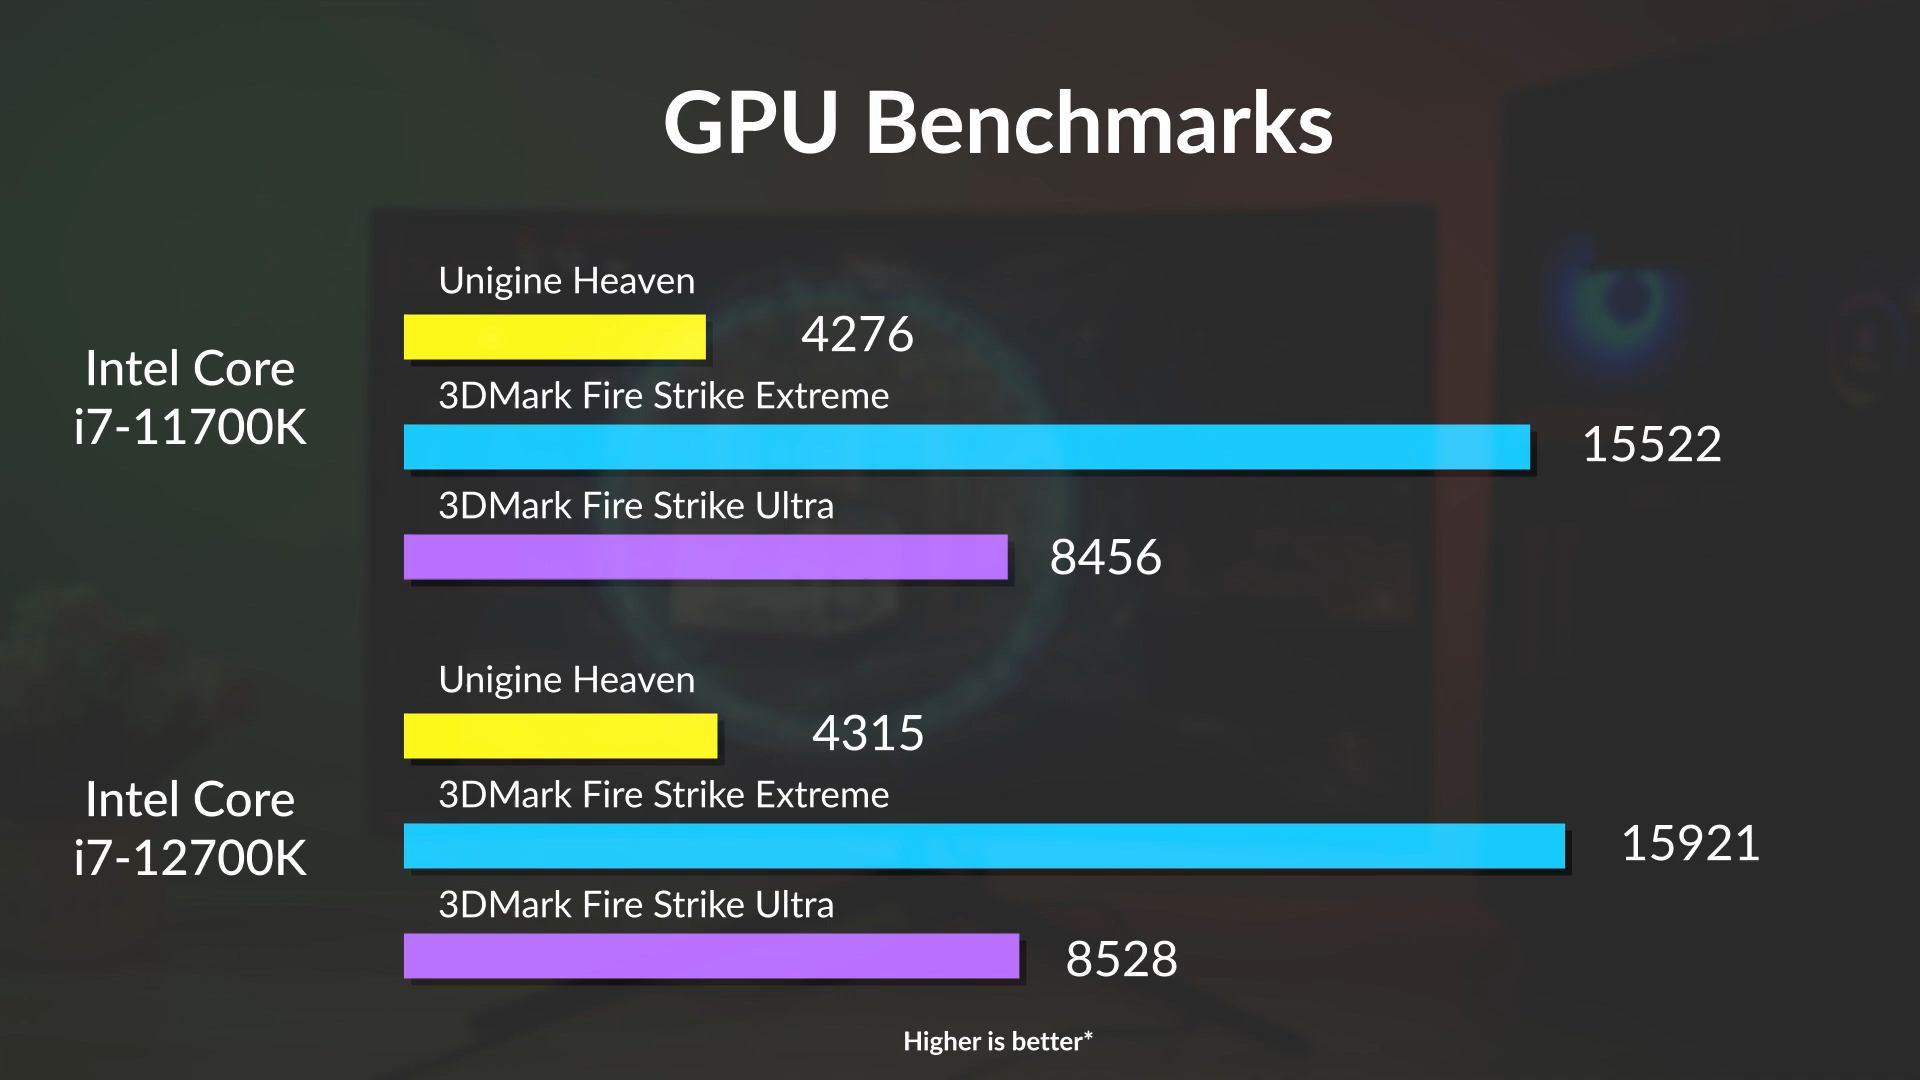 GPU Benchmarks
Intel Core
i7-11700K
Unigine Heaven
4276
3DMark Fire Strike Extreme
15522
3DMark Fire Strike Ultra
8456
Intel Core
i7-12700K
Unigine Heaven
4315
3DMark Fire Strike Extreme
15921
3DMark Fire Strike Ultra
8528
Higher is better*